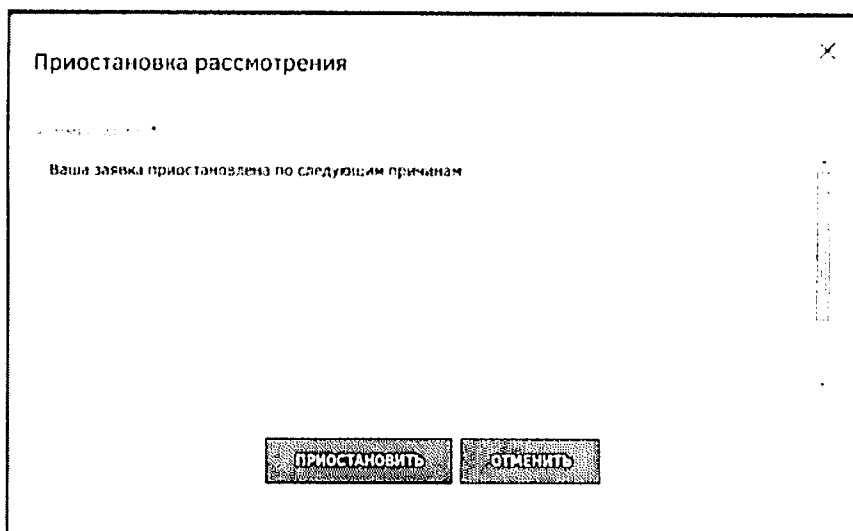 Приостановка рассмотрения
Ваша заявка приостановлена по следующим причинам
ПРИОСТАНОВИТЬ
ОТМЕНИТЬ